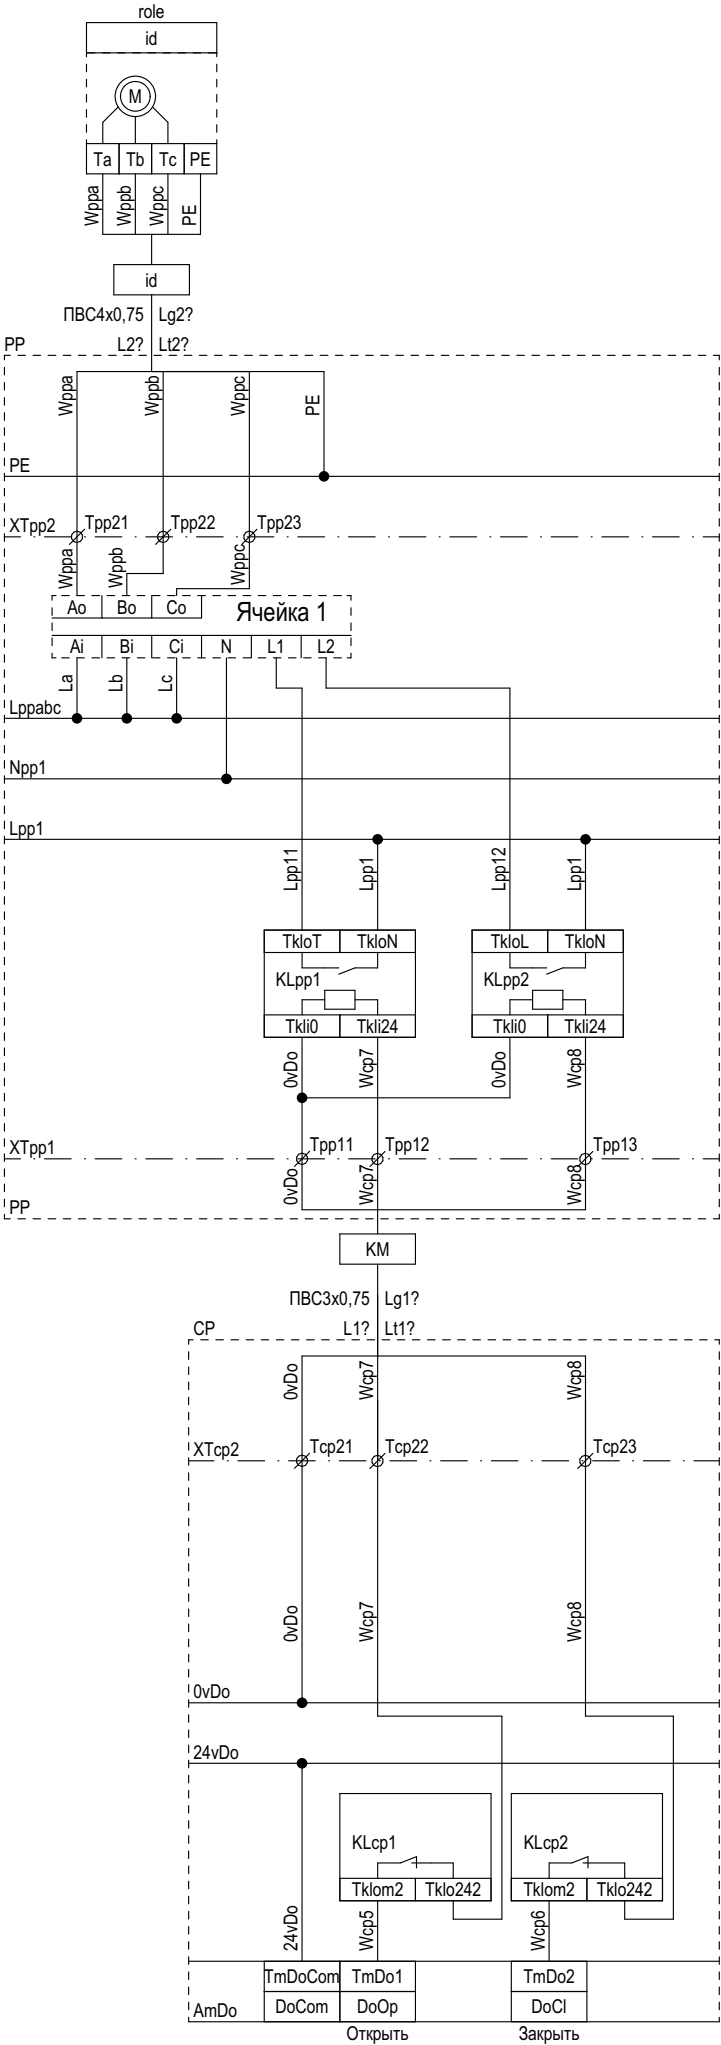 role
id
M
Ta Tb Tc PE
Wppa Wppb Wppc PE
id
ПВС4х0,75 Lg2?
PP L2? Lt2?
Wppa Wppb Wppc PE
PE
XTpp2 Tpp21 Tpp22 Tpp23
Wppa Wppb Wppc
Ao Bo Co Ячейка 1
Ai Bi Ci N L1 L2
La Lb Lc
Lppabc
Npp1
Lpp1
Lpp11 Lpp1 Lpp12 Lpp1
TkloT TkloN TkloL TkloN
KLpp1 KLpp2
Tkli0 Tkli24 Tkli0 Tkli24
0vDo Wcp7 0vDo Wcp8
XTpp1 Tpp11 Tpp12 Tpp13
0vDo Wcp7 Wcp8
PP
КМ
ПВС3х0,75 Lg1?
CP L1? Lt1?
0vDo Wcp7 Wcp8
XTcp2 Tcp21 Tcp22 Tcp23
0vDo Wcp7 Wcp8
0vDo
24vDo
KLcp1 KLcp2
Tklom2 Tklo242 Tklom2 Tklo242
24vDo Wcp5 Wcp6
TmDoCom TmDo1 TmDo2
AmDo DoCom DoOp DoCl
Открыть Закрыть